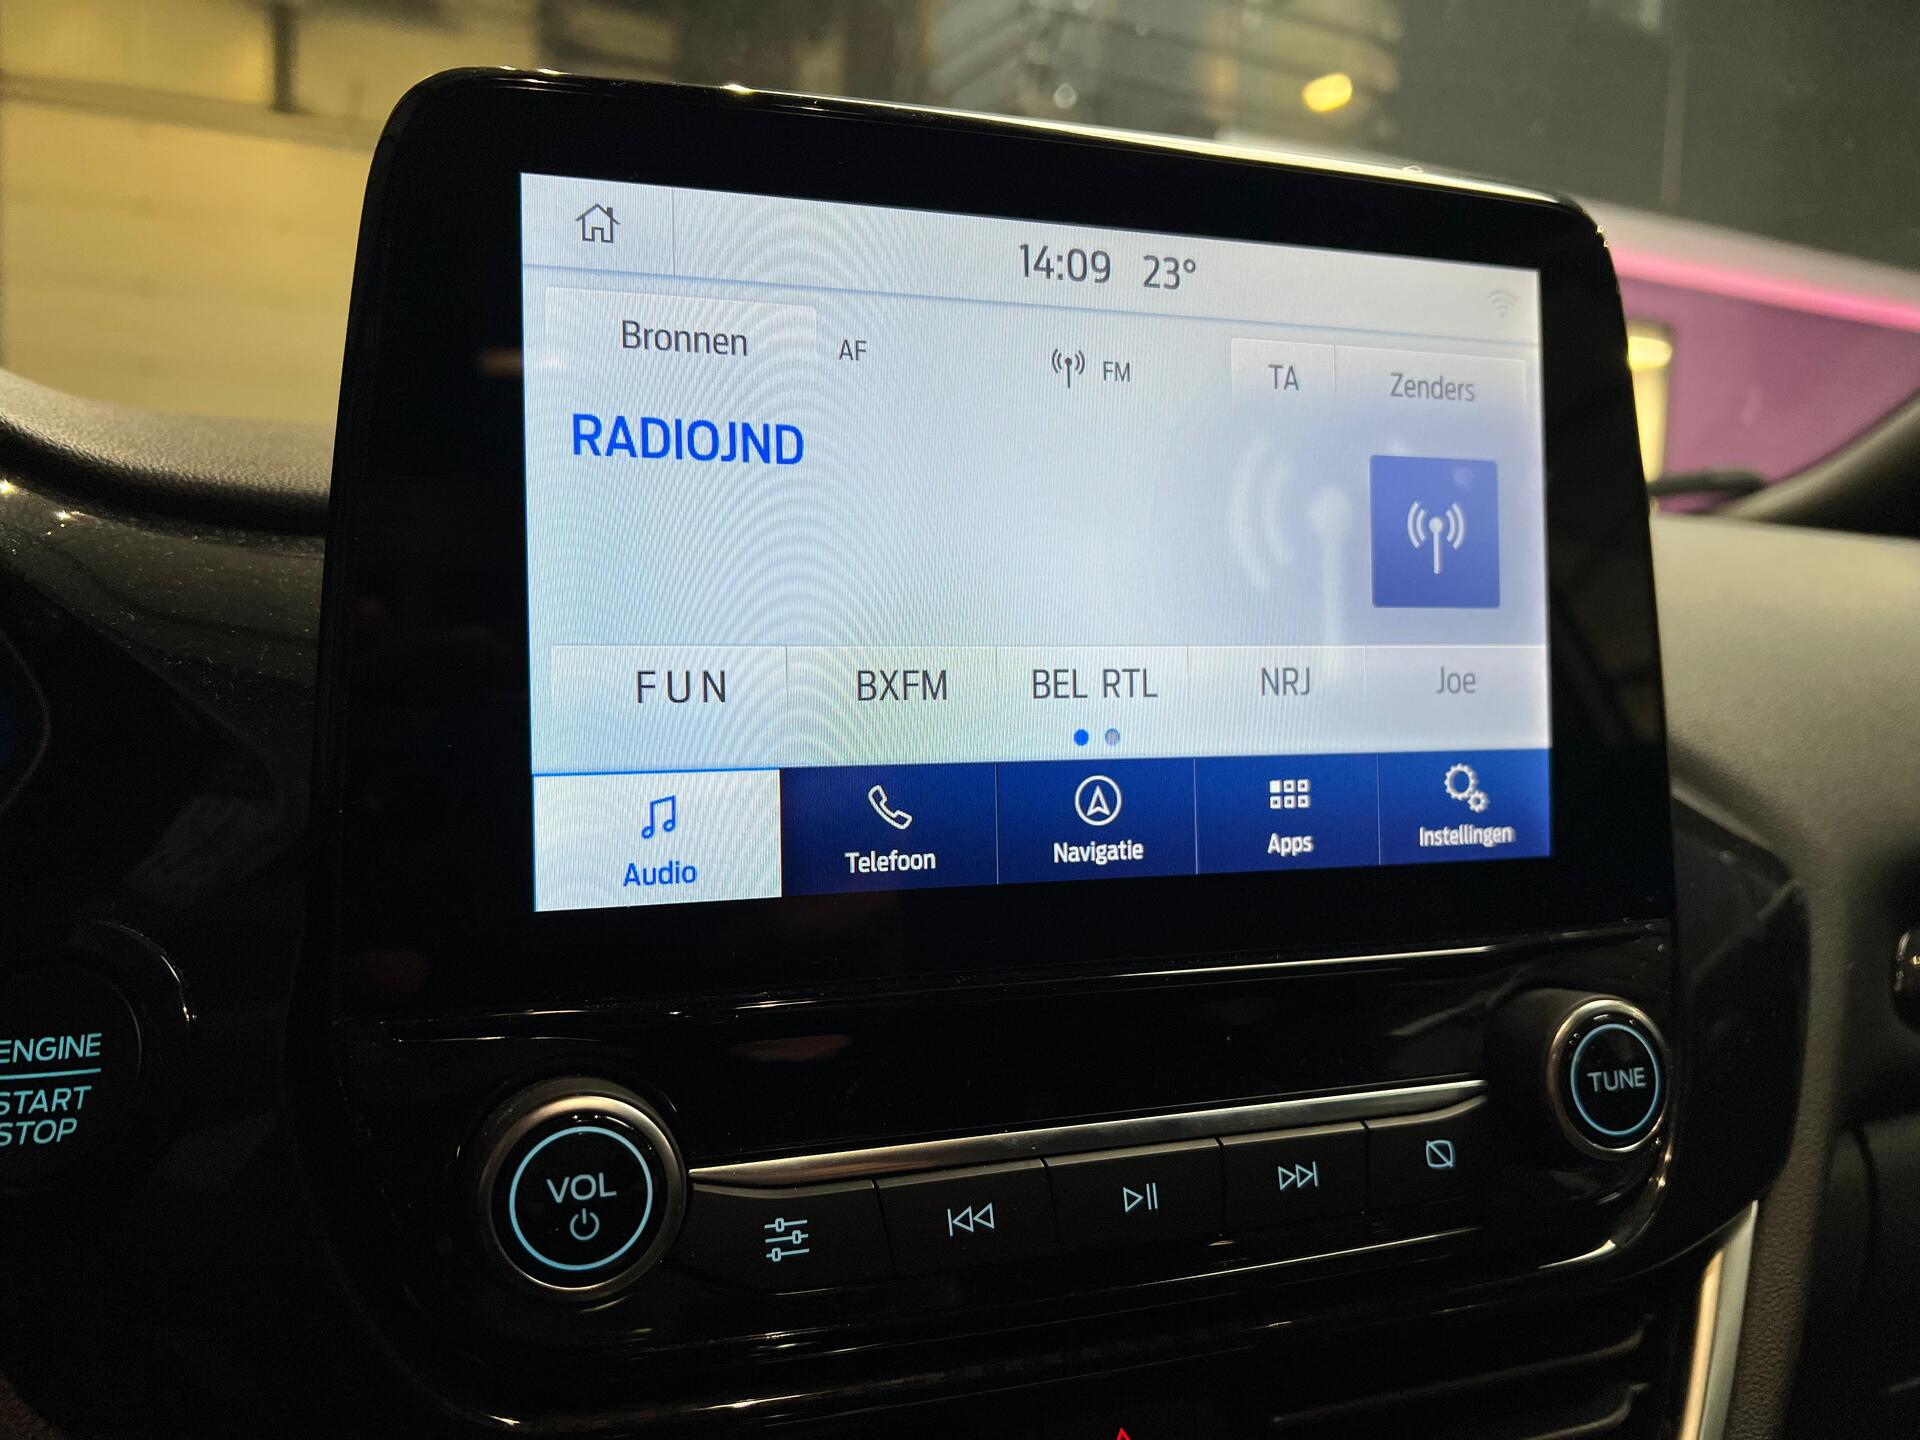 14:09 23°
Bronnen AF FM TA Zenders
RADIOJND
FUN BXFM BEL RTL NRJ Joe
Audio Telefoon Navigatie Apps Instellingen
ENGINE
START
STOP
VOL
TUNE